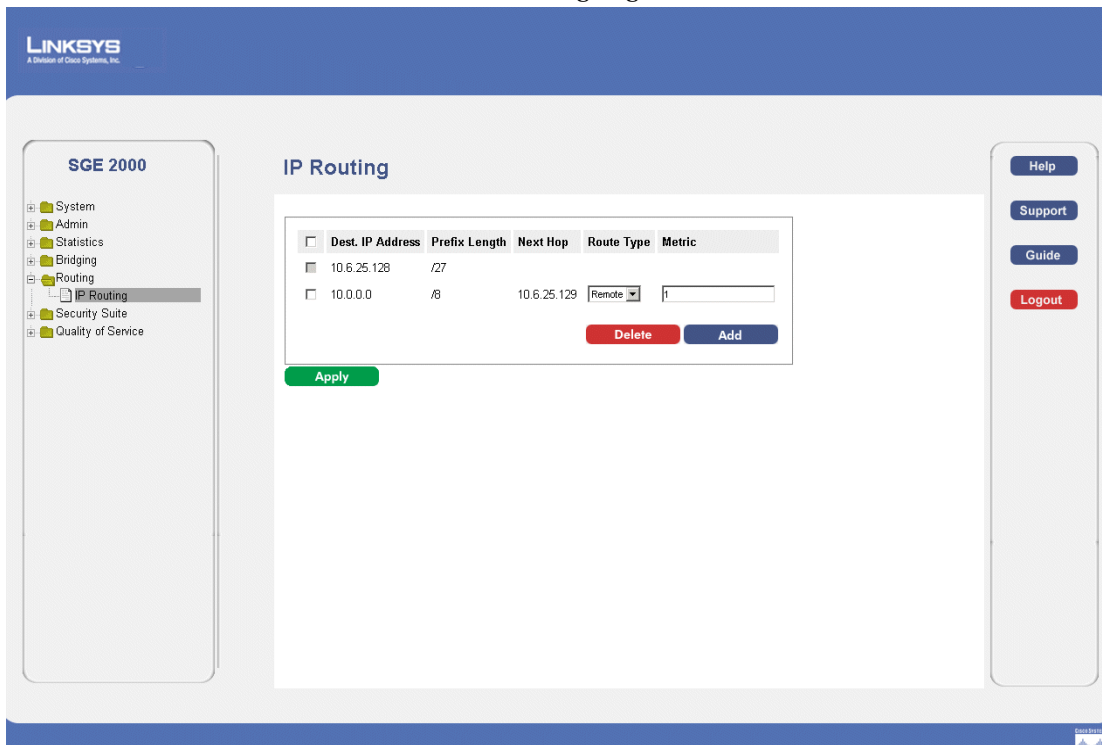 LINKSYS
A Division of Cisco Systems, Inc.
SGE 2000
System
Admin
Statistics
Bridging
Routing
IP Routing
Security Suite
Quality of Service
IP Routing
Dest. IP Address Prefix Length Next Hop Route Type Metric
10.6.25.128 /27
10.0.0.0 /8 10.6.25.129 Remote 1
Delete Add
Apply
Help
Support
Guide
Logout